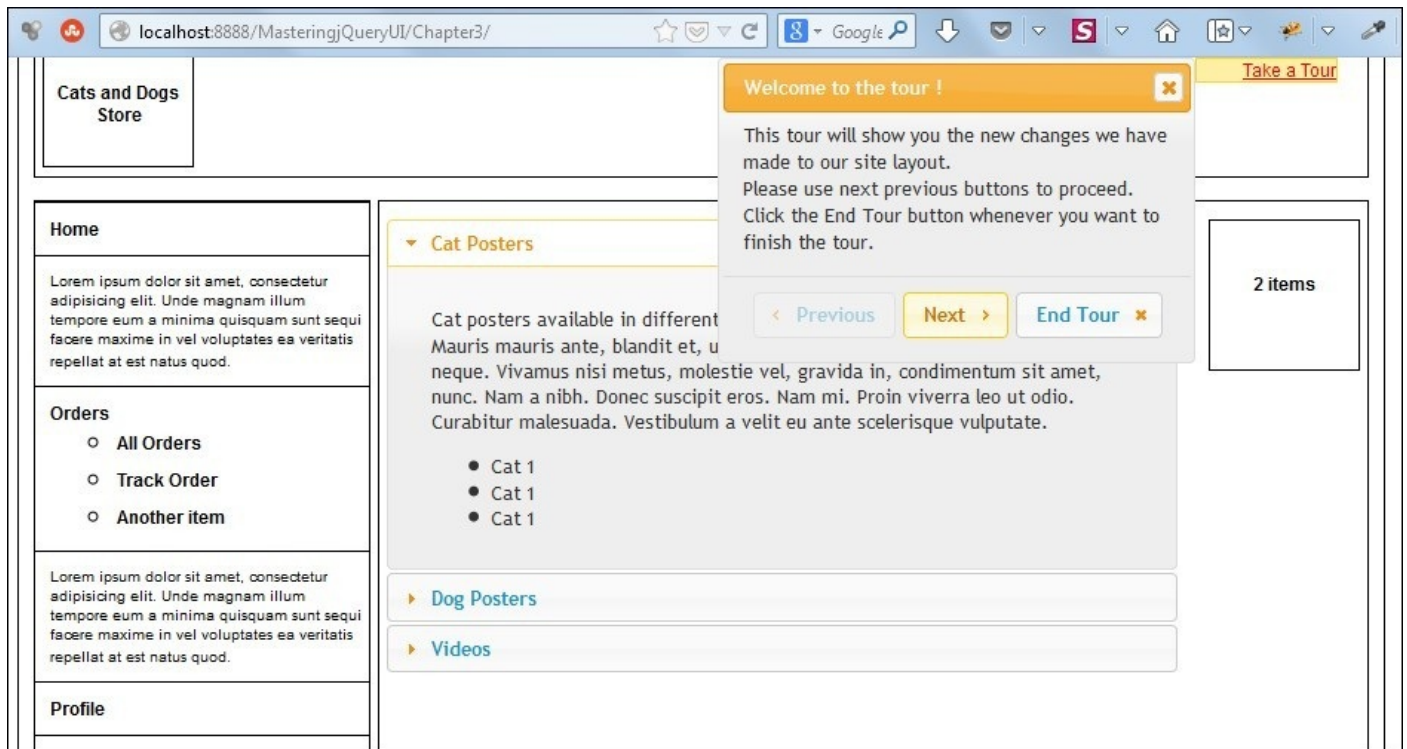 localhost:8888/MasteringjQueryUI/Chapter3/
8
Google
S
Cats and Dogs
Store
Take a Tour
Welcome to the tour !
This tour will show you the new changes we have
made to our site layout.
Please use next previous buttons to proceed.
Click the End Tour button whenever you want to
finish the tour.
Previous
Next
End Tour
Home
Lorem ipsum dolor sit amet, consectetur
adipisicing elit. Unde magnam illum
tempore eum a minima quisquam sunt sequi
facere maxime in vel voluptates ea veritatis
repellat at est natus quod.
Orders
All Orders
Track Order
Another item
Lorem ipsum dolor sit amet, consectetur
adipisicing elit. Unde magnam illum
tempore eum a minima quisquam sunt sequi
facere maxime in vel voluptates ea veritatis
repellat at est natus quod.
Profile
Cat Posters
Cat posters available in different
Mauris mauris ante, blandit et, u
neque. Vivamus nisi metus, molestie vel, gravida in, condimentum sit amet,
nunc. Nam a nibh. Donec suscipit eros. Nam mi. Proin viverra leo ut odio.
Curabitur malesuada. Vestibulum a velit eu ante scelerisque vulputate.
Cat 1
Cat 1
Cat 1
Dog Posters
Videos
2 items